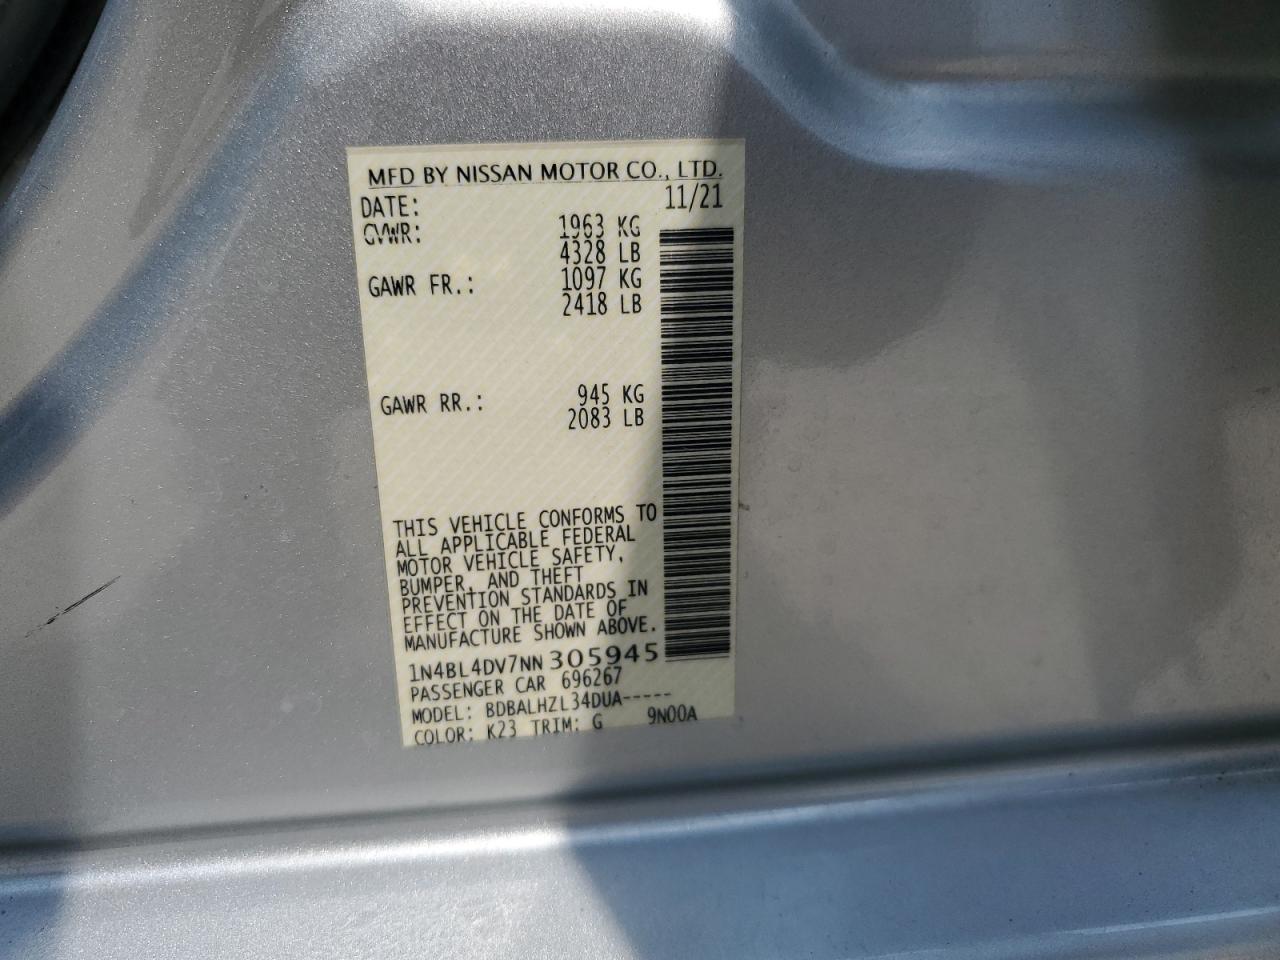 MFD BY NISSAN MOTOR CO., LTD.
DATE: 11/21
GVWR: 1963 KG
4328 LB
GAWR FR.: 1097 KG
2418 LB
GAWR RR.: 945 KG
2083 LB
THIS VEHICLE CONFORMS TO
ALL APPLICABLE FEDERAL
MOTOR VEHICLE SAFETY,
BUMPER, AND THEFT
PREVENTION STANDARDS IN
EFFECT ON THE DATE OF
MANUFACTURE SHOWN ABOVE.
1N4BL4DV7NN305945
PASSENGER CAR 696267
MODEL: BDBALHZL34DUA-----
COLOR: K23 TRIM: G 9N00A